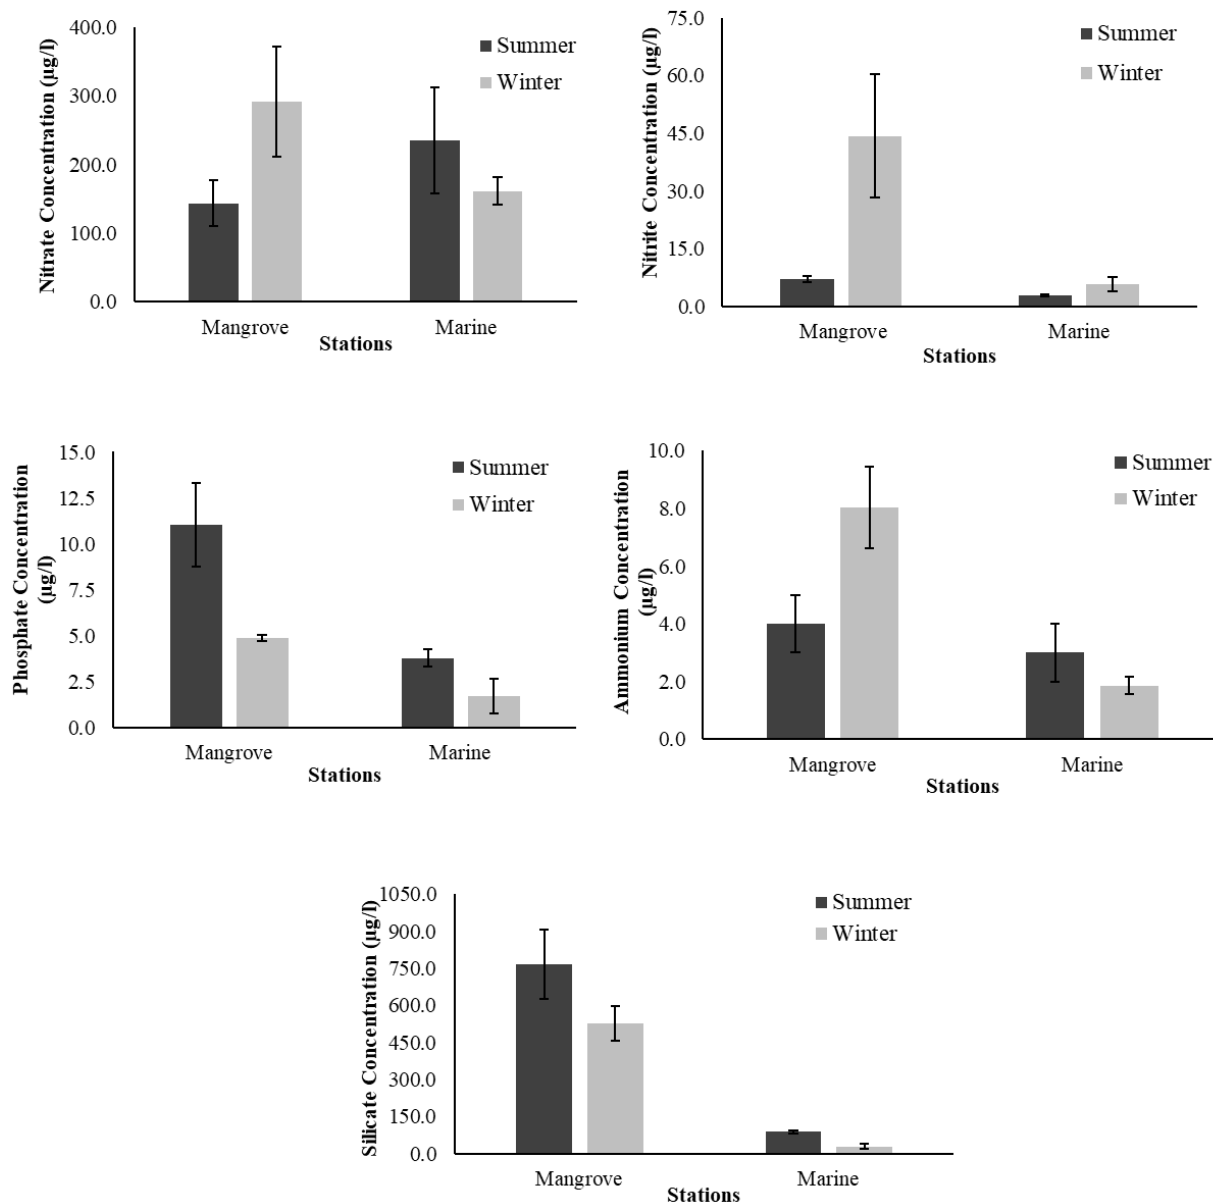 Nitrate Concentration (µg/l)
400.0
300.0
200.0
100.0
0.0
Summer
Winter
Mangrove
Marine
Stations
Nitrite Concentration (µg/l)
75.0
60.0
45.0
30.0
15.0
0.0
Summer
Winter
Mangrove
Marine
Stations
Phosphate Concentration
(µg/l)
15.0
12.5
10.0
7.5
5.0
2.5
0.0
Summer
Winter
Mangrove
Marine
Stations
Ammonium Concentration
(µg/l)
10.0
8.0
6.0
4.0
2.0
0.0
Summer
Winter
Mangrove
Marine
Stations
Silicate Concentration (µg/l)
1050.0
900.0
750.0
600.0
450.0
300.0
150.0
0.0
Summer
Winter
Mangrove
Marine
Stations